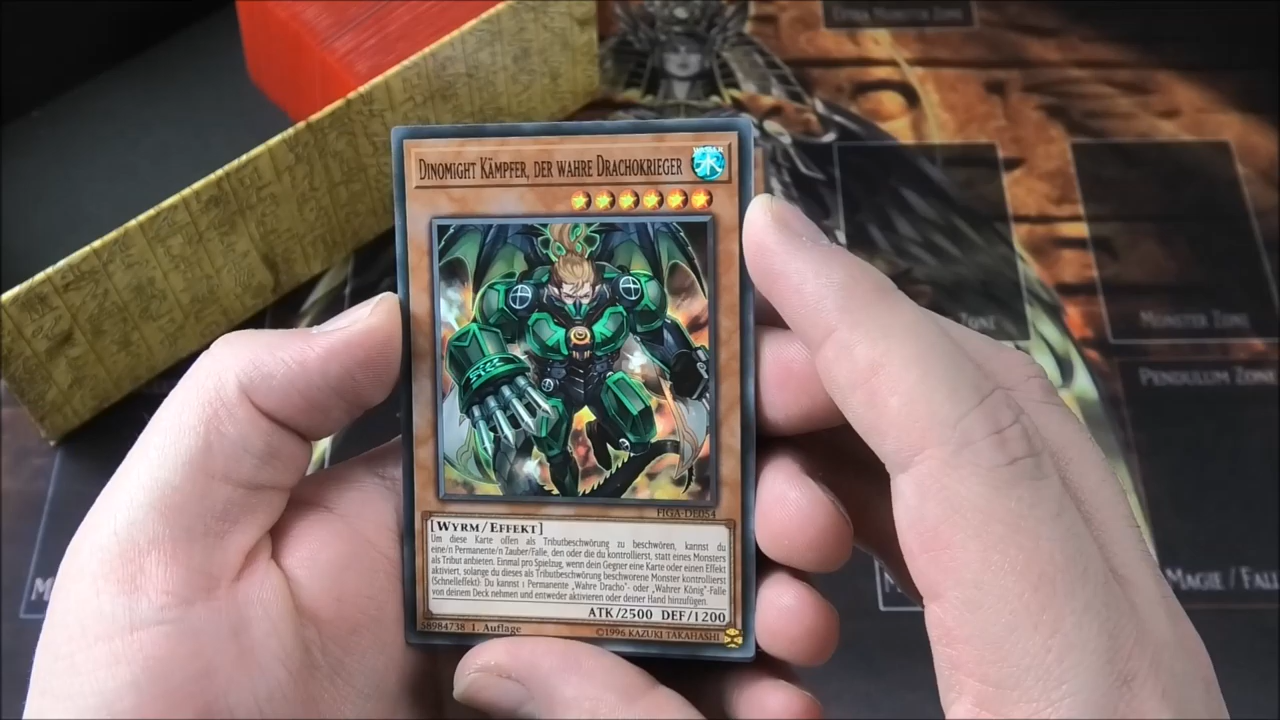 EXTRA MONSTER ZONE
DINOMIGHT KÄMPFER, DER WAHRE DRACHOKRIEGER
WASSER
水
ZONE
MONSTER ZONE
PENDULUM ZONE
FIGA-DE054
[WYRM/EFFEKT]
Um diese Karte offen als Tributbeschwörung zu beschwören, kannst du
eine/n Permanente/n Zauber/Falle, den oder die du kontrollierst, statt eines Monsters
als Tribut anbieten. Einmal pro Spielzug, wenn dein Gegner eine Karte oder einen Effekt
aktiviert, solange du dieses als Tributbeschwörung beschworene Monster kontrollierst
(Schnelleffekt): Du kannst 1 Permanente „Wahre Dracho"- oder „Wahrer König"-Falle
von deinem Deck nehmen und entweder aktivieren oder deiner Hand hinzufügen.
ATK/2500 DEF/1200
58984738 1. Auflage
©1996 KAZUKI TAKAHASHI
MAGIE / FALL